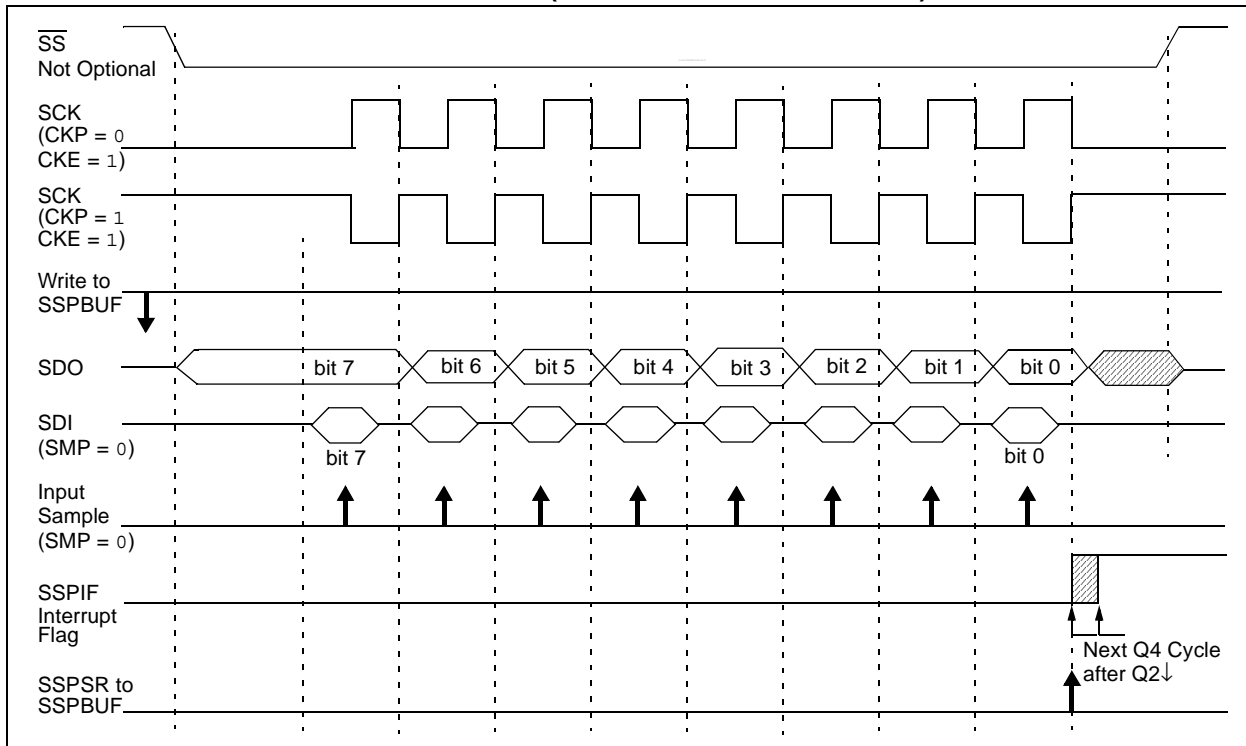 SS
Not Optional
SCK
(CKP = 0
CKE = 1)
SCK
(CKP = 1
CKE = 1)
Write to
SSPBUF
SDO
bit 7
bit 6
bit 5
bit 4
bit 3
bit 2
bit 1
bit 0
SDI
(SMP = 0)
bit 7
bit 0
Input
Sample
(SMP = 0)
SSPIF
Interrupt
Flag
Next Q4 Cycle
after Q2↓
SSPSR to
SSPBUF